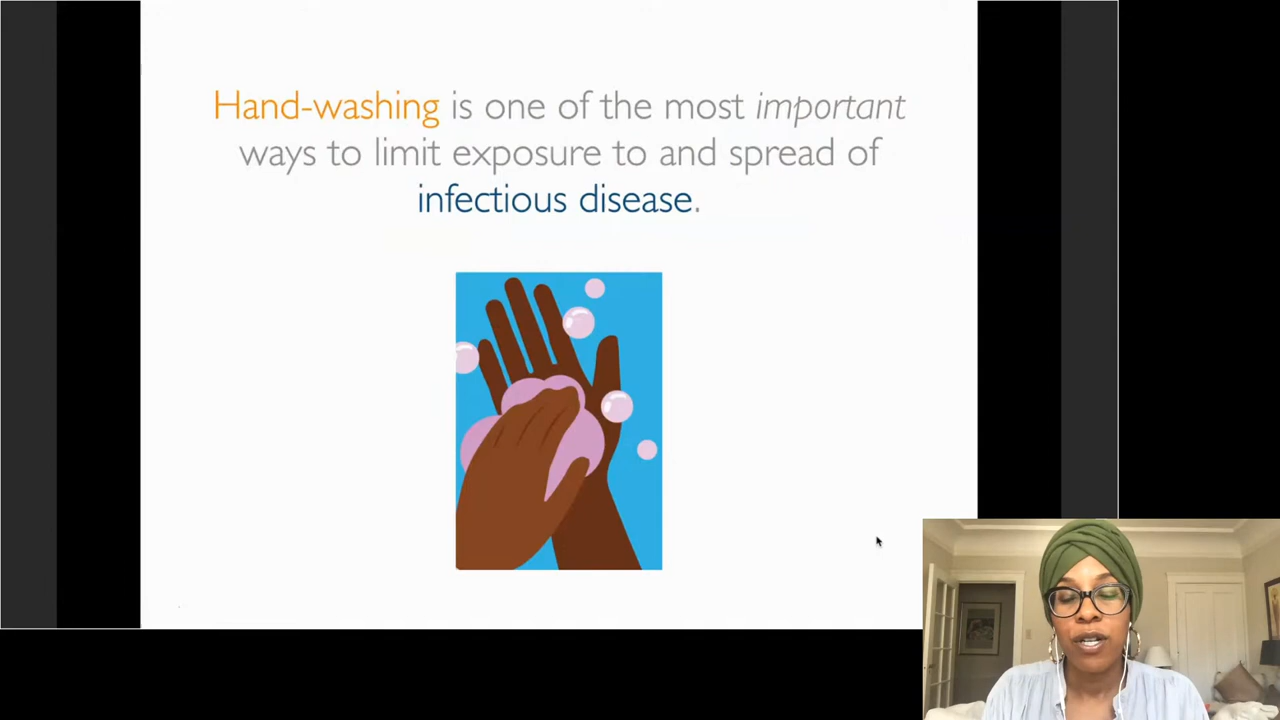 Hand-washing is one of the most important
ways to limit exposure to and spread of
infectious disease.